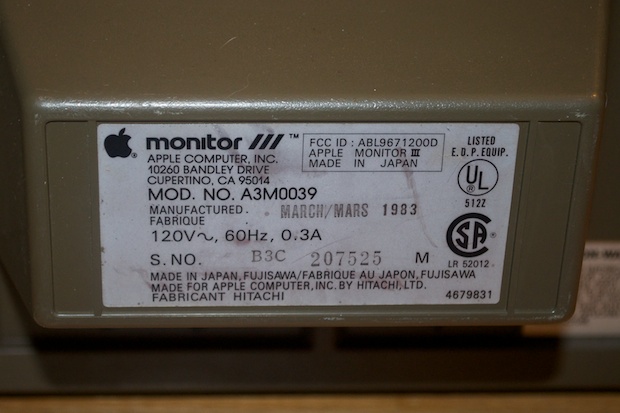 monitor /// ™
APPLE COMPUTER, INC.
10260 BANDLEY DRIVE
CUPERTINO, CA 95014
MOD. NO. A3M0039
FCC ID : ABL9671200D
APPLE MONITOR III
MADE IN JAPAN
LISTED
E. D. P. EQUIP.
UL
512Z
MANUFACTURED.
FABRIQUE
MARCH/MARS 1983
120V~, 60Hz, 0.3A
SA
LR 52012
S. NO. B3C 207525 M
MADE IN JAPAN, FUJISAWA/FABRIQUE AU JAPON, FUJISAWA
MADE FOR APPLE COMPUTER, INC. BY HITACHI, LTD.
FABRICANT HITACHI
4679831